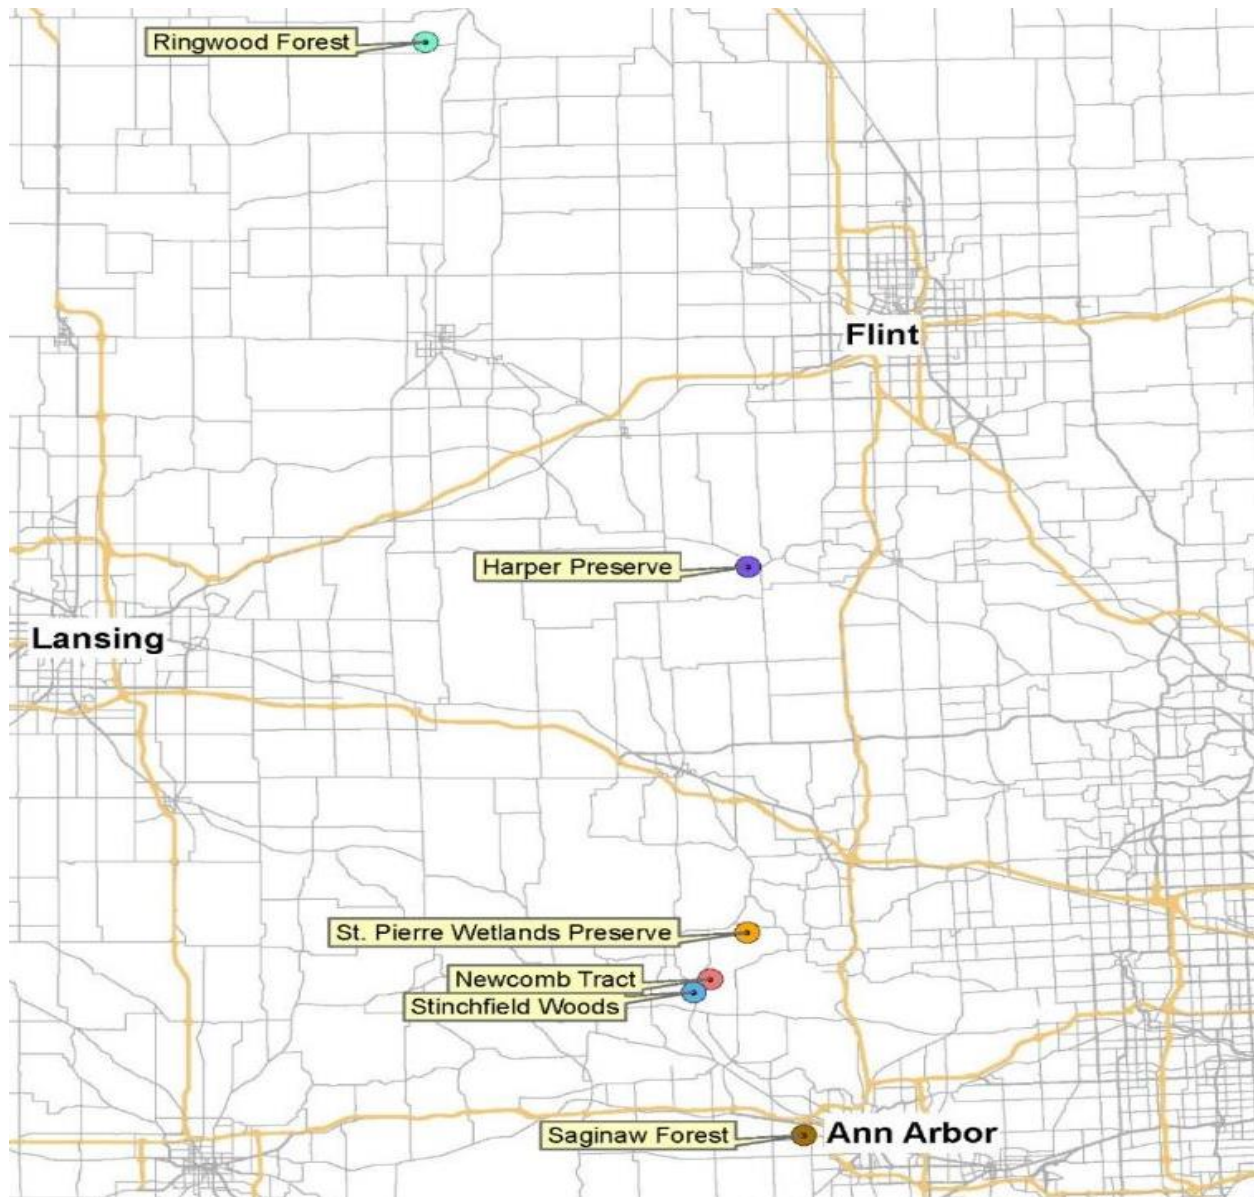 Ringwood Forest
Flint
Harper Preserve
Lansing
St. Pierre Wetlands Preserve
Newcomb Tract
Stinchfield Woods
Saginaw Forest
Ann Arbor